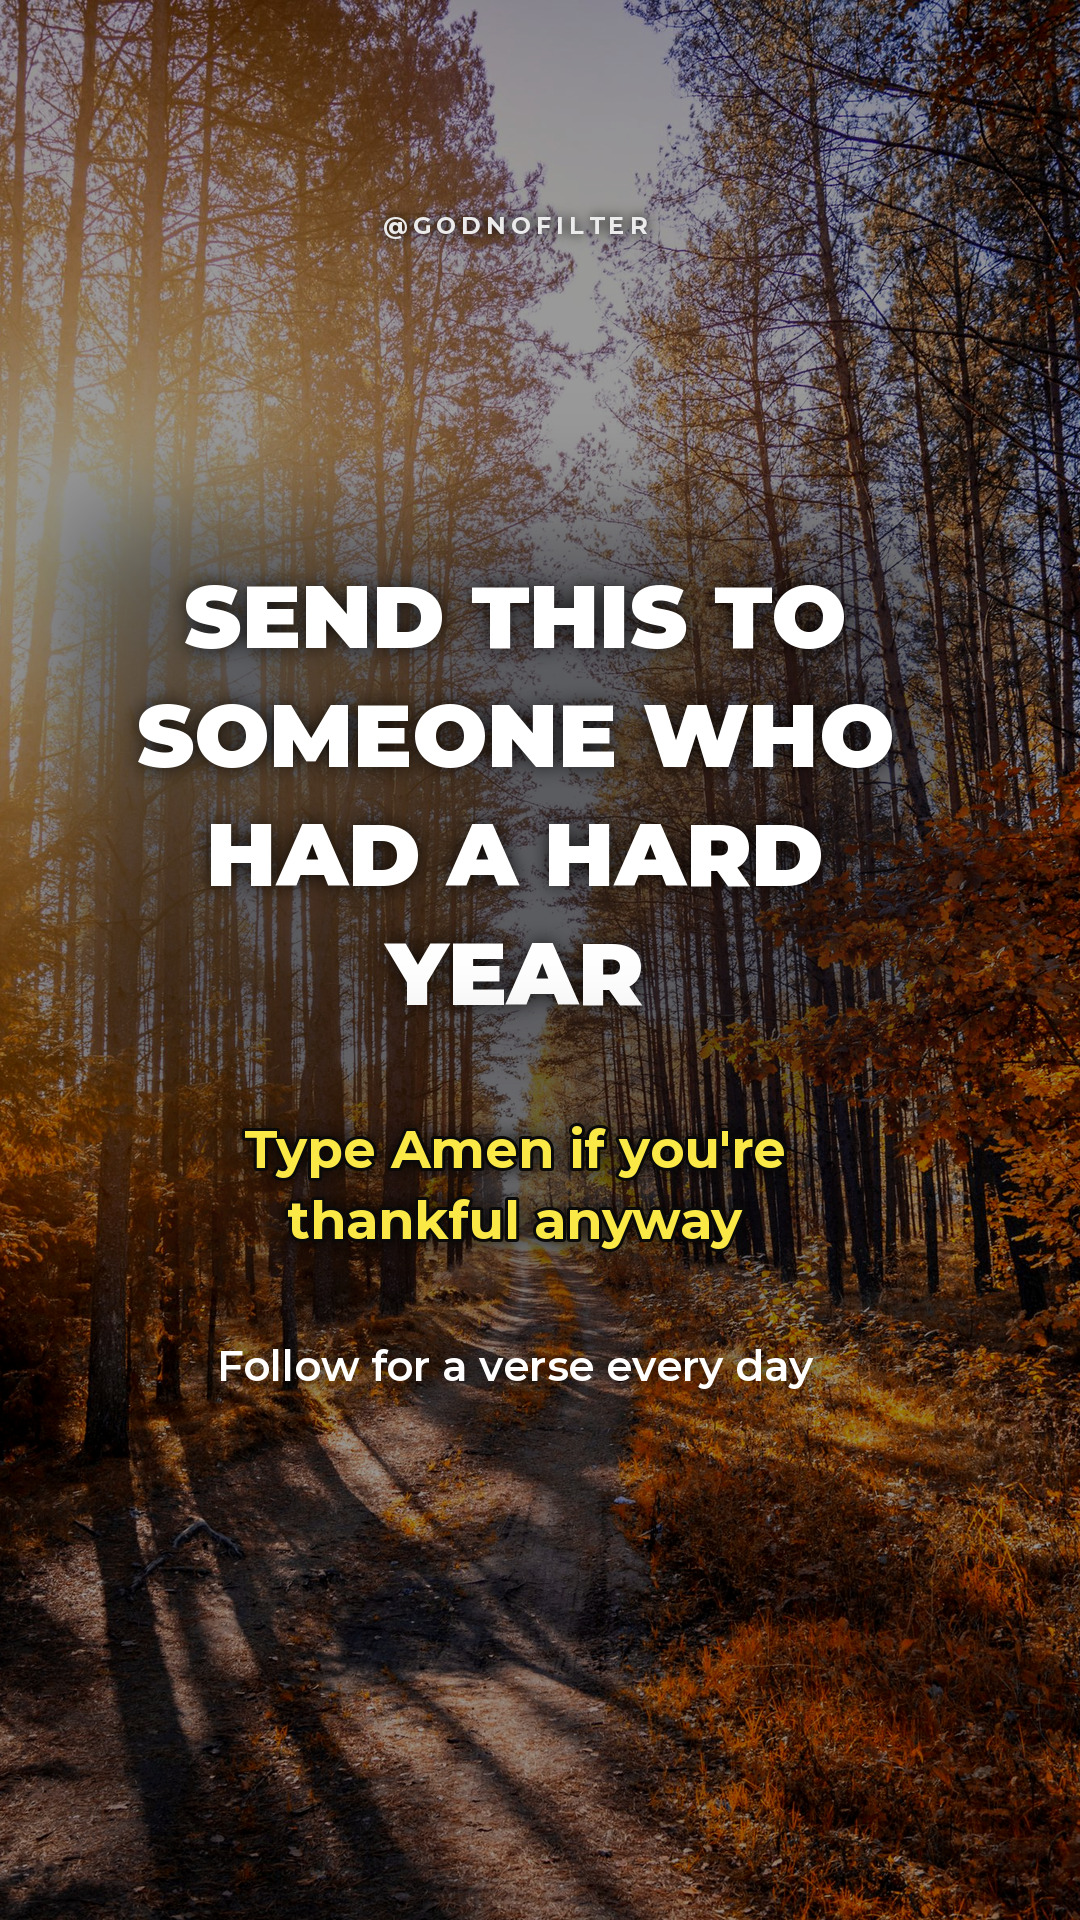 @GODNOFILTER
SEND THIS TO
SOMEONE WHO
HAD A HARD
YEAR
Type Amen if you're
thankful anyway
Follow for a verse every day